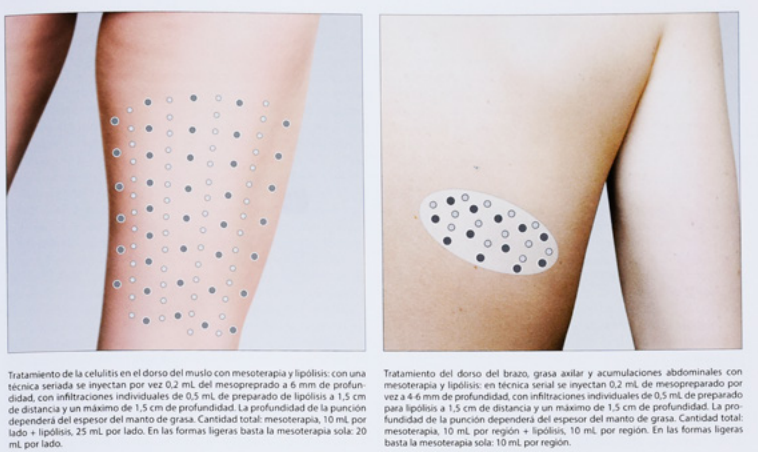 Tratamiento de la celulitis en el dorso del muslo con mesoterapia y lipólisis: con una
técnica seriada se inyectan por vez 0,2 mL del mesopreprado a 6 mm de profun-
didad, con infiltraciones individuales de 0,5 mL de preparado de lipólisis a 1,5 cm
de distancia y un máximo de 1,5 cm de profundidad. La profundidad de la punción
dependerá del espesor del manto de grasa. Cantidad total: mesoterapia, 10 mL por
lado + lipólisis, 25 mL por lado. En las formas ligeras basta la mesoterapia sola: 20
mL por lado.
Tratamiento del dorso del brazo, grasa axilar y acumulaciones abdominales con
mesoterapia y lipólisis: en técnica serial se inyectan 0,2 mL de mesopreparado por
vez a 4-6 mm de profundidad, con infiltraciones individuales de 0,5 mL de preparado
para lipólisis a 1,5 cm de distancia y un máximo de 1,5 cm de profundidad. La pro-
fundidad de la punción dependerá del espesor del manto de grasa. Cantidad total:
mesoterapia, 10 mL por región + lipólisis, 10 mL por región. En las formas ligeras
basta la mesoterapia sola: 10 mL por región.